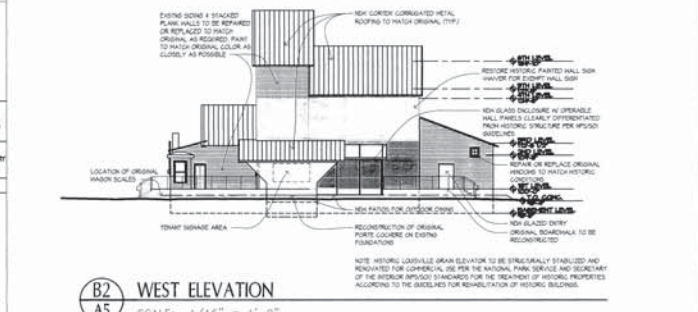 EXISTING SIDING & STACKED
PLANK WALLS TO BE REPAIRED
OR REPLACED TO MATCH
ORIGINAL AS REQUIRED. PAINT
TO MATCH ORIGINAL COLOR AS
CLOSELY AS POSSIBLE
NEW CORTEN CORRUGATED METAL
ROOFING TO MATCH ORIGINAL (TYP.)
RESTORE HISTORIC PAINTED WALL SIGN
WAIVER FOR EXEMPT WALL SIGN
NEW GLASS ENCLOSURE W/ OPERABLE
WALL PANELS CLEARLY DIFFERENTIATED
FROM HISTORIC STRUCTURE PER NPS/SOI
GUIDELINES
REPAIR OR REPLACE ORIGINAL
WINDOWS TO MATCH HISTORIC
CONDITIONS
LOCATION OF ORIGINAL
WAGON SCALES
BASEMENT LEVEL
NEW PATIOS FOR OUTDOOR DINING
NEW GLAZED ENTRY
TENANT SIGNAGE AREA
RECONSTRUCTION OF ORIGINAL
PORTE COCHERE ON EXISTING
FOUNDATIONS
ORIGINAL BOARDWALK TO BE
RECONSTRUCTED
NOTE: HISTORIC LOUISVILLE GRAIN ELEVATOR TO BE STRUCTURALLY STABILIZED AND
RENOVATED FOR COMMERCIAL USE PER THE NATIONAL PARK SERVICE AND SECRETARY
OF THE INTERIOR (NPS/SOI) STANDARDS FOR THE TREATMENT OF HISTORIC PROPERTIES
ACCORDING TO THE GUIDELINES FOR REHABILITATION OF HISTORIC BUILDINGS.
B2 WEST ELEVATION
A5